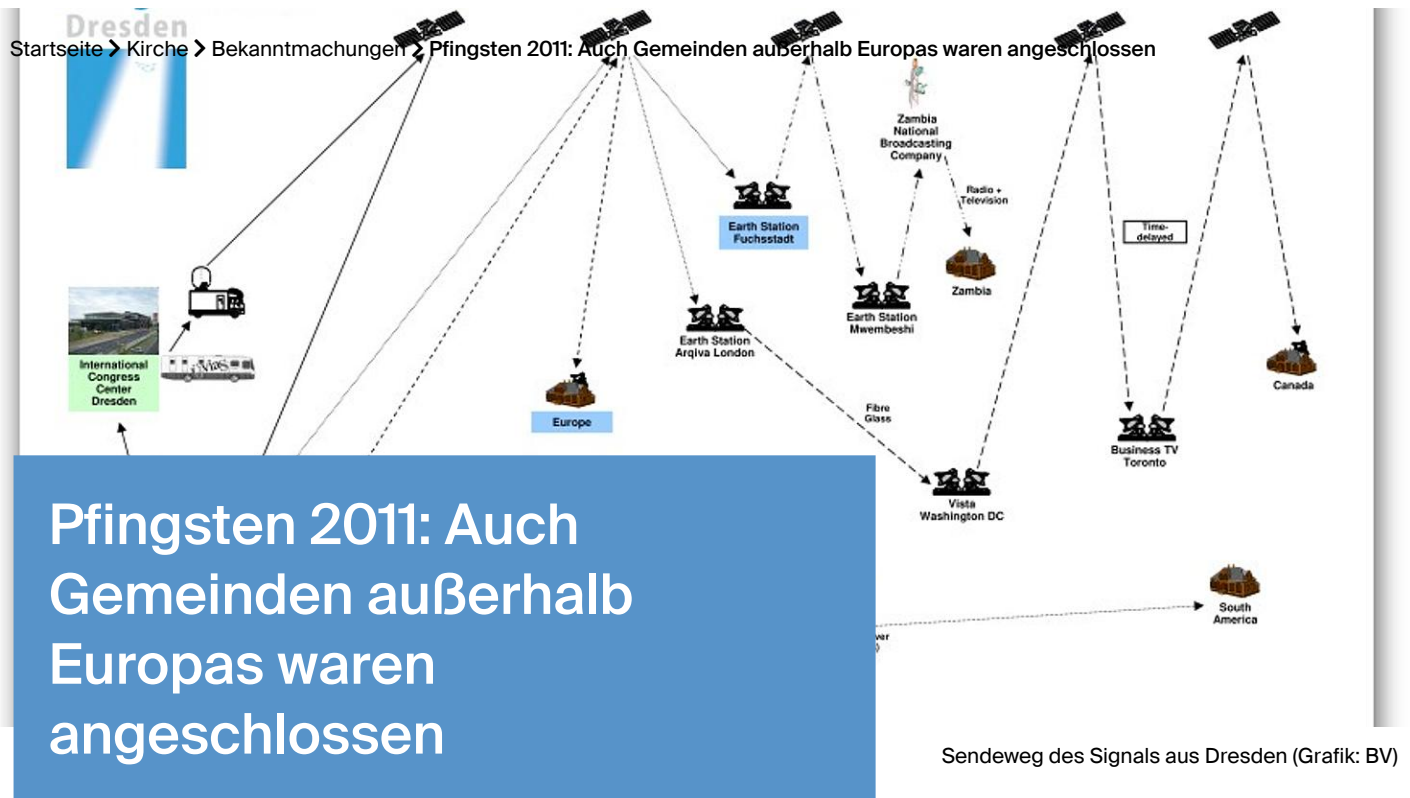 Dresden
Startseite > Kirche > Bekanntmachungen > Pfingsten 2011: Auch Gemeinden außerhalb Europas waren angeschlossen
Zambia
National
Broadcasting
Company
Radio +
Television
Earth Station
Fuchsstadt
Time-
delayed
Zambia
Earth Station
Mwembeshi
Earth Station
Arqiva London
International
Congress
Center
Dresden
Canada
Europe
Fibre
Glass
Business TV
Toronto
Vista
Washington DC
Pfingsten 2011: Auch
Gemeinden außerhalb
Europas waren
angeschlossen
South
America
Sendeweg des Signals aus Dresden (Grafik: BV)